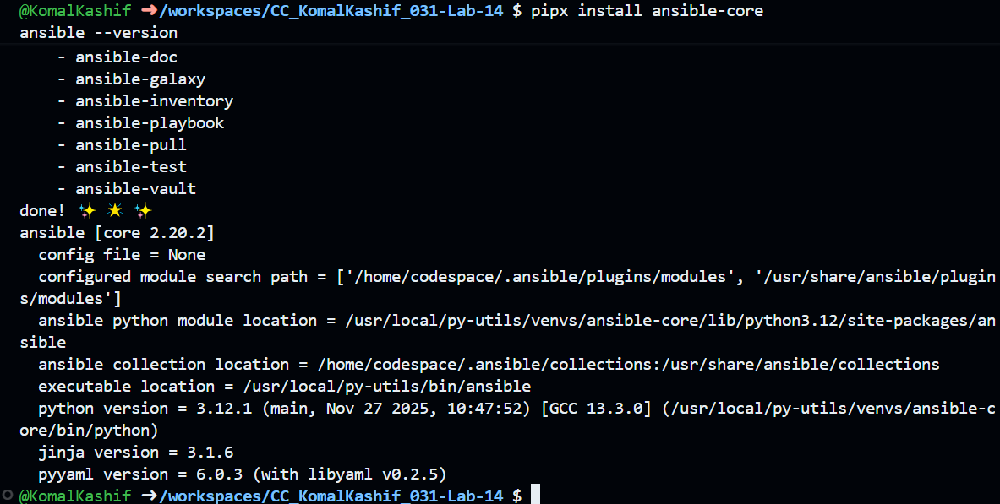 @KomalKashif ➜/workspaces/CC_KomalKashif_031-Lab-14 $ pipx install ansible-core
ansible --version
    - ansible-doc
    - ansible-galaxy
    - ansible-inventory
    - ansible-playbook
    - ansible-pull
    - ansible-test
    - ansible-vault
done! ✨ 🌟 ✨
ansible [core 2.20.2]
  config file = None
  configured module search path = ['/home/codespace/.ansible/plugins/modules', '/usr/share/ansible/plugin
s/modules']
  ansible python module location = /usr/local/py-utils/venvs/ansible-core/lib/python3.12/site-packages/an
sible
  ansible collection location = /home/codespace/.ansible/collections:/usr/share/ansible/collections
  executable location = /usr/local/py-utils/bin/ansible
  python version = 3.12.1 (main, Nov 27 2025, 10:47:52) [GCC 13.3.0] (/usr/local/py-utils/venvs/ansible-c
ore/bin/python)
  jinja version = 3.1.6
  pyyaml version = 6.0.3 (with libyaml v0.2.5)
@KomalKashif ➜/workspaces/CC_KomalKashif_031-Lab-14 $